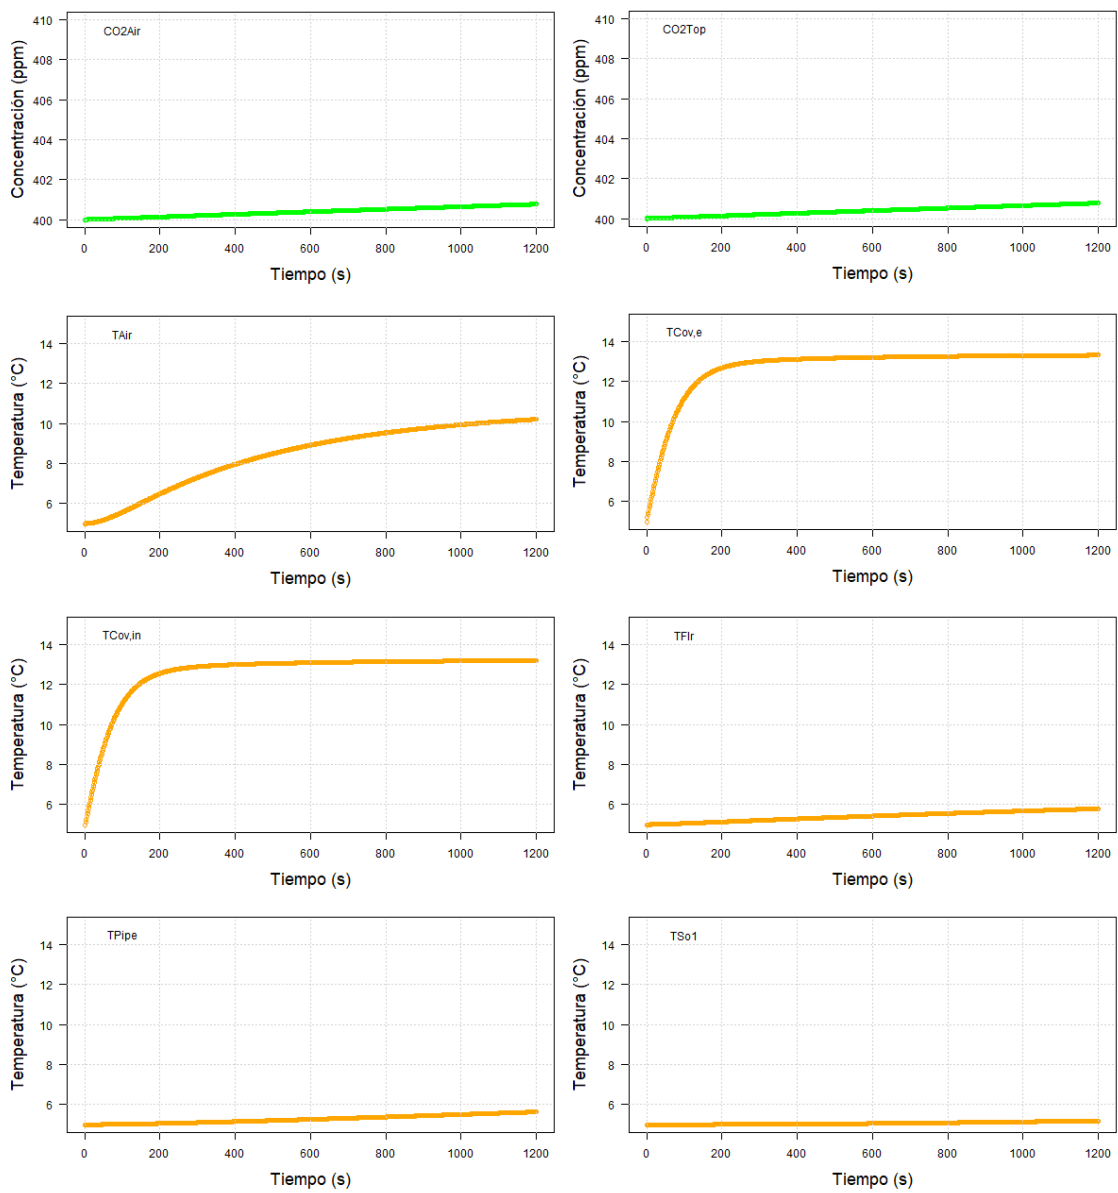 CO2Air
Concentración (ppm)
410
408
406
404
402
400
0 200 400 600 800 1000 1200
Tiempo (s)
CO2Top
Concentración (ppm)
410
408
406
404
402
400
0 200 400 600 800 1000 1200
Tiempo (s)
TAir
Temperatura (°C)
14
12
10
8
6
0 200 400 600 800 1000 1200
Tiempo (s)
TCov,e
Temperatura (°C)
14
12
10
8
6
0 200 400 600 800 1000 1200
Tiempo (s)
TCov,in
Temperatura (°C)
14
12
10
8
6
0 200 400 600 800 1000 1200
Tiempo (s)
TFlr
Temperatura (°C)
14
12
10
8
6
0 200 400 600 800 1000 1200
Tiempo (s)
TPipe
Temperatura (°C)
14
12
10
8
6
0 200 400 600 800 1000 1200
Tiempo (s)
TSo1
Temperatura (°C)
14
12
10
8
6
0 200 400 600 800 1000 1200
Tiempo (s)